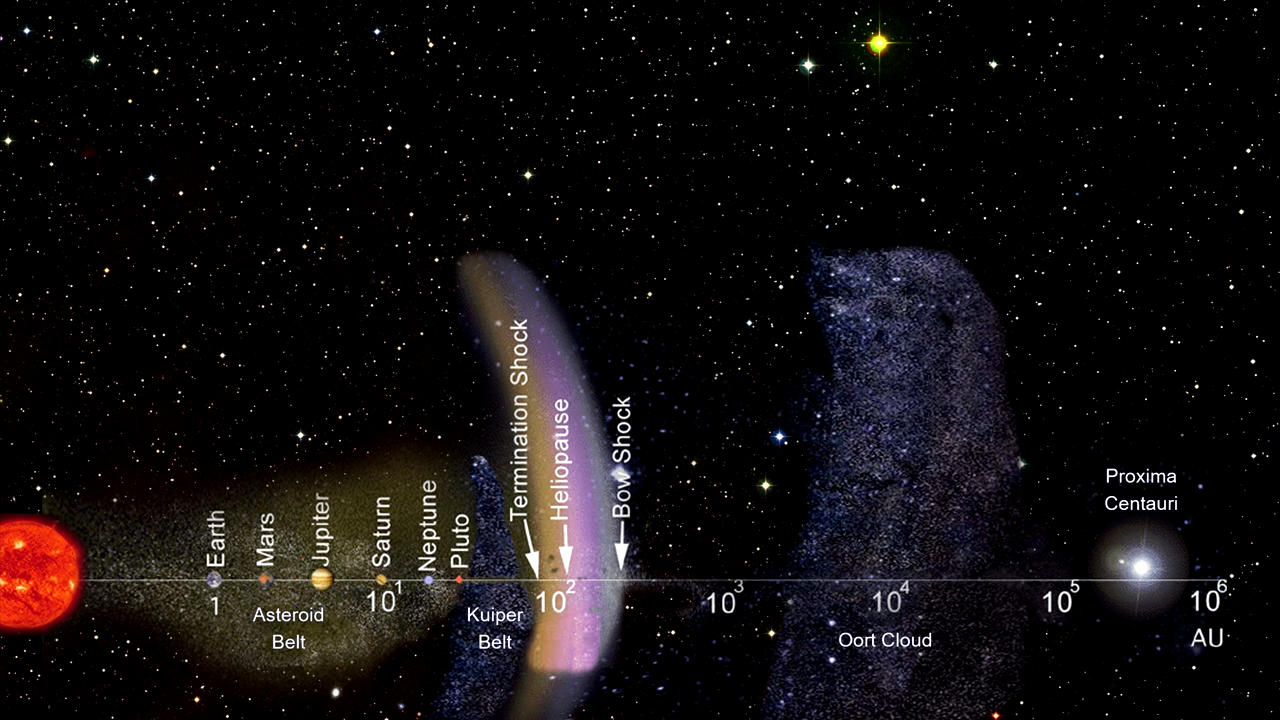 Termination Shock
Heliopause
Bow Shock
Earth
Mars
Jupiter
Saturn
Neptune
Pluto
Proxima
Centauri
1
10¹
10²
10³
10⁴
10⁵
10⁶
AU
Asteroid
Belt
Kuiper
Belt
Oort Cloud